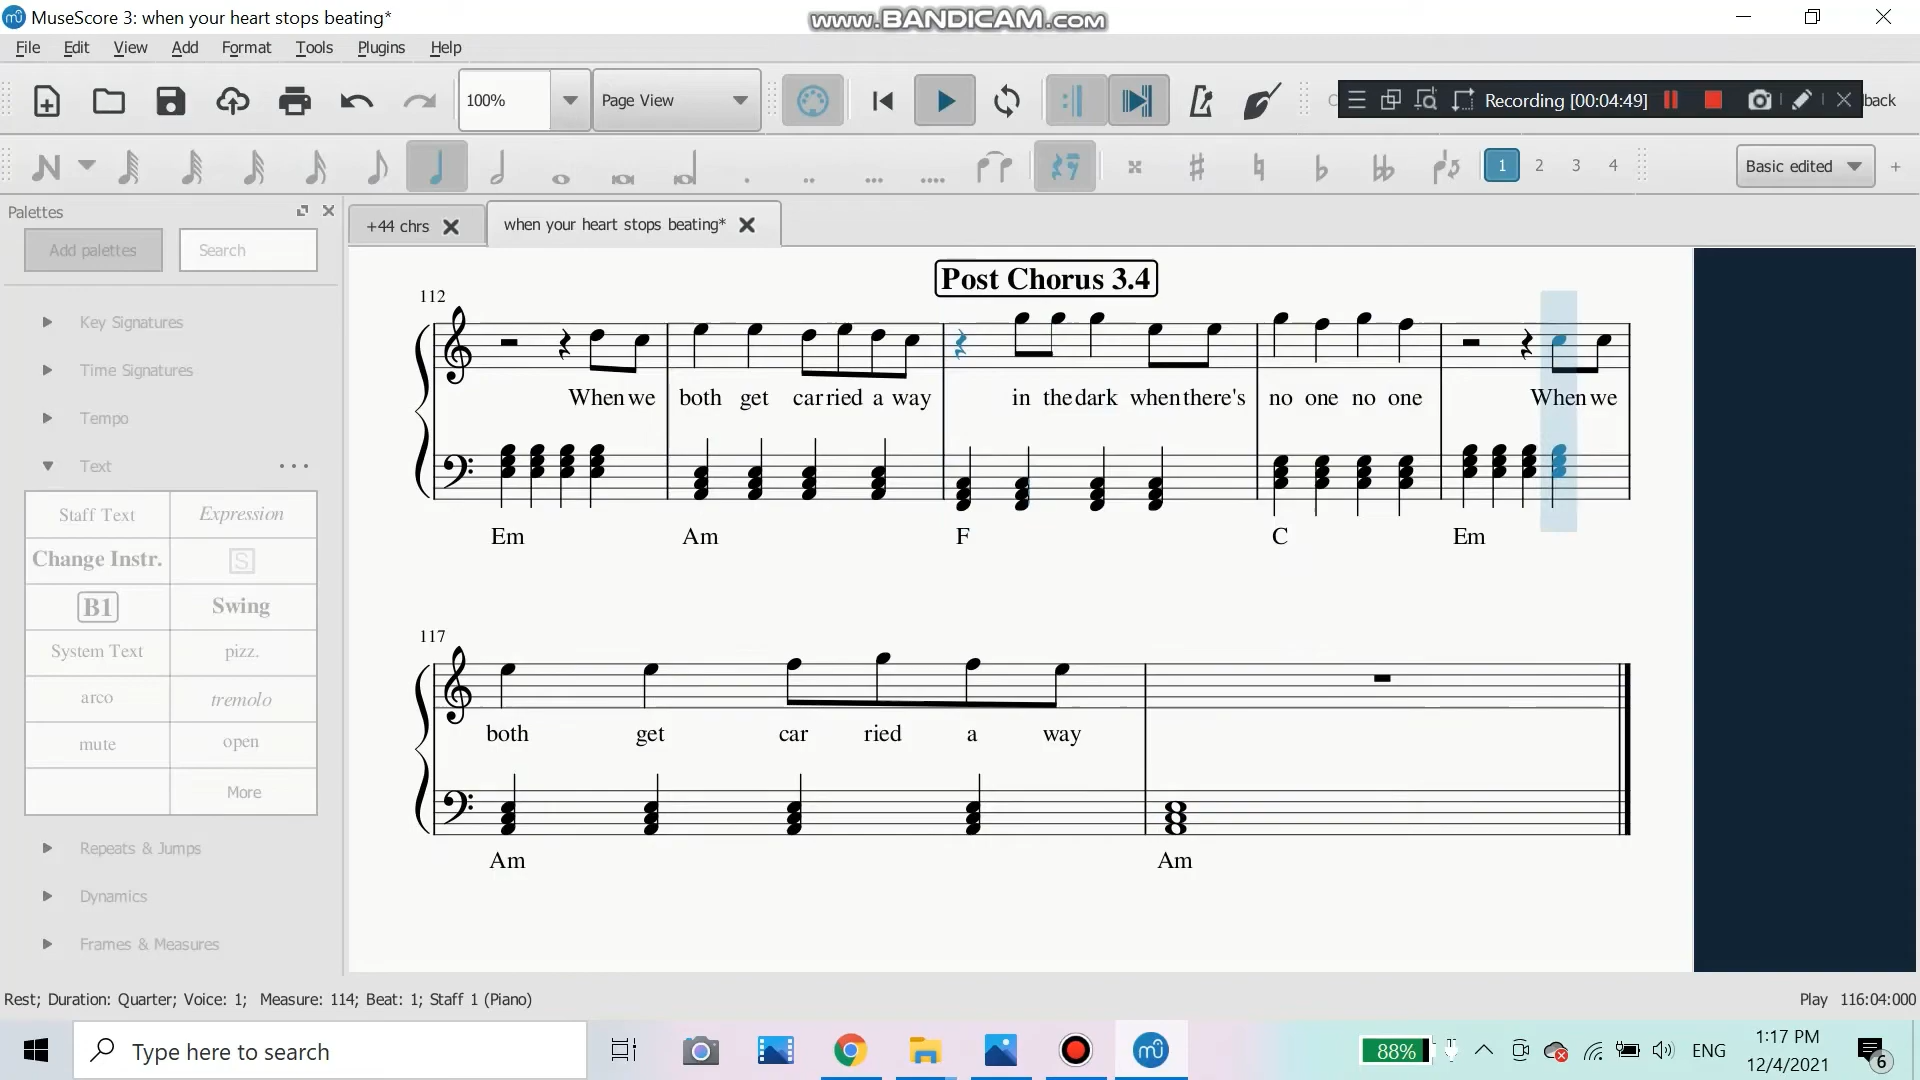 MuseScore 3: when your heart stops beating*
www.BANDICAM.com
File Edit View Add Format Tools Plugins Help
100%
Page View
Recording [00:04:49]
back
1 2 3 4
Basic edited
+
Palettes
+44 chrs
when your heart stops beating*
Add palettes
Search
Key Signatures
Time Signatures
Tempo
Text
Staff Text
Expression
Change Instr.
S
B1
Swing
System Text
pizz.
arco
tremolo
mute
open
More
Repeats & Jumps
Dynamics
Frames & Measures
Post Chorus 3.4
112
When we both get car ried a way in the dark when there's no one no one When we
Em Am F C Em
117
both get car ried a way
Am Am
Rest; Duration: Quarter; Voice: 1; Measure: 114; Beat: 1; Staff 1 (Piano)
Play 116:04:000
Type here to search
88%
ENG
1:17 PM
12/4/2021
6